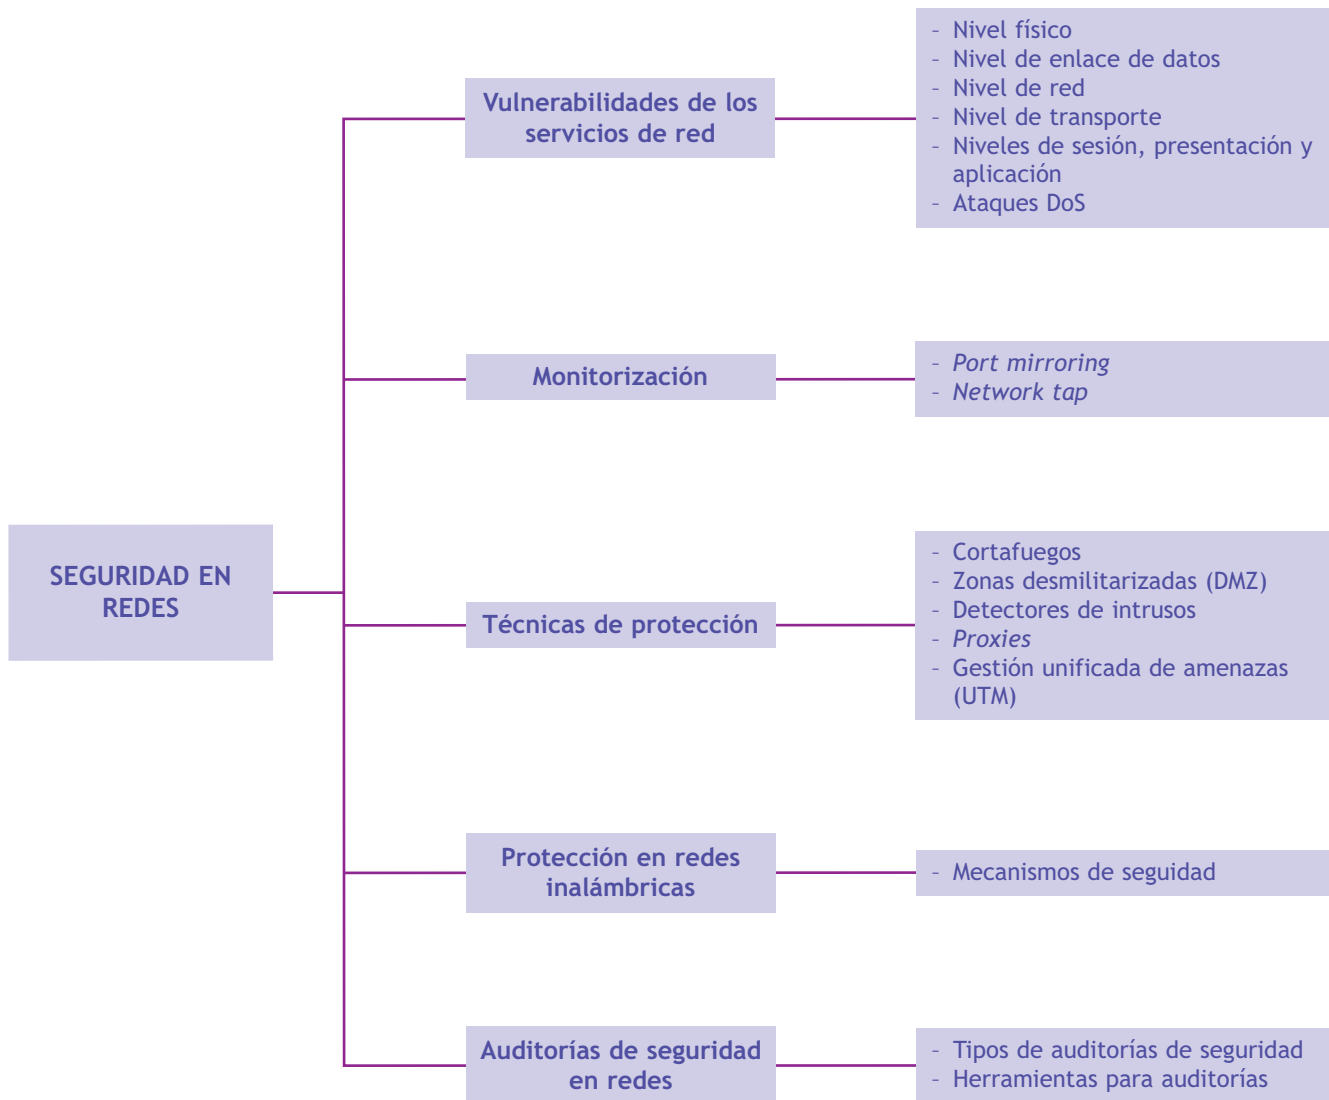 SEGURIDAD EN
REDES
Vulnerabilidades de los
servicios de red
- Nivel físico
- Nivel de enlace de datos
- Nivel de red
- Nivel de transporte
- Niveles de sesión, presentación y
aplicación
- Ataques DoS
Monitorización
- Port mirroring
- Network tap
Técnicas de protección
- Cortafuegos
- Zonas desmilitarizadas (DMZ)
- Detectores de intrusos
- Proxies
- Gestión unificada de amenazas
(UTM)
Protección en redes
inalámbricas
- Mecanismos de seguidad
Auditorías de seguridad
en redes
- Tipos de auditorías de seguridad
- Herramientas para auditorías